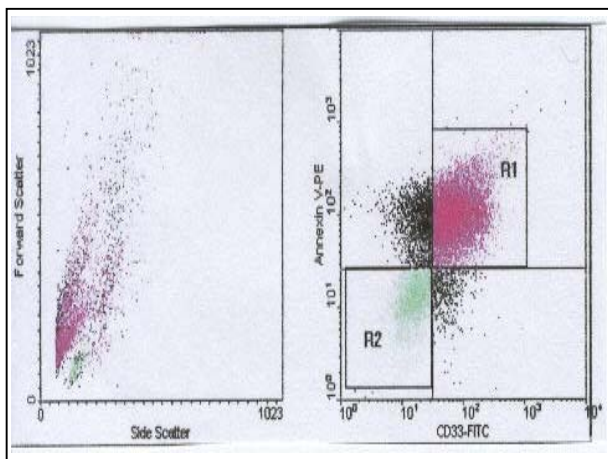 1023
Forward Scatter
0
0
1023
Side Scatter
10³
10²
10¹
10⁰
Annexin V-PE
R1
R2
10⁰
10¹
10²
10³
10⁴
CD33-FITC